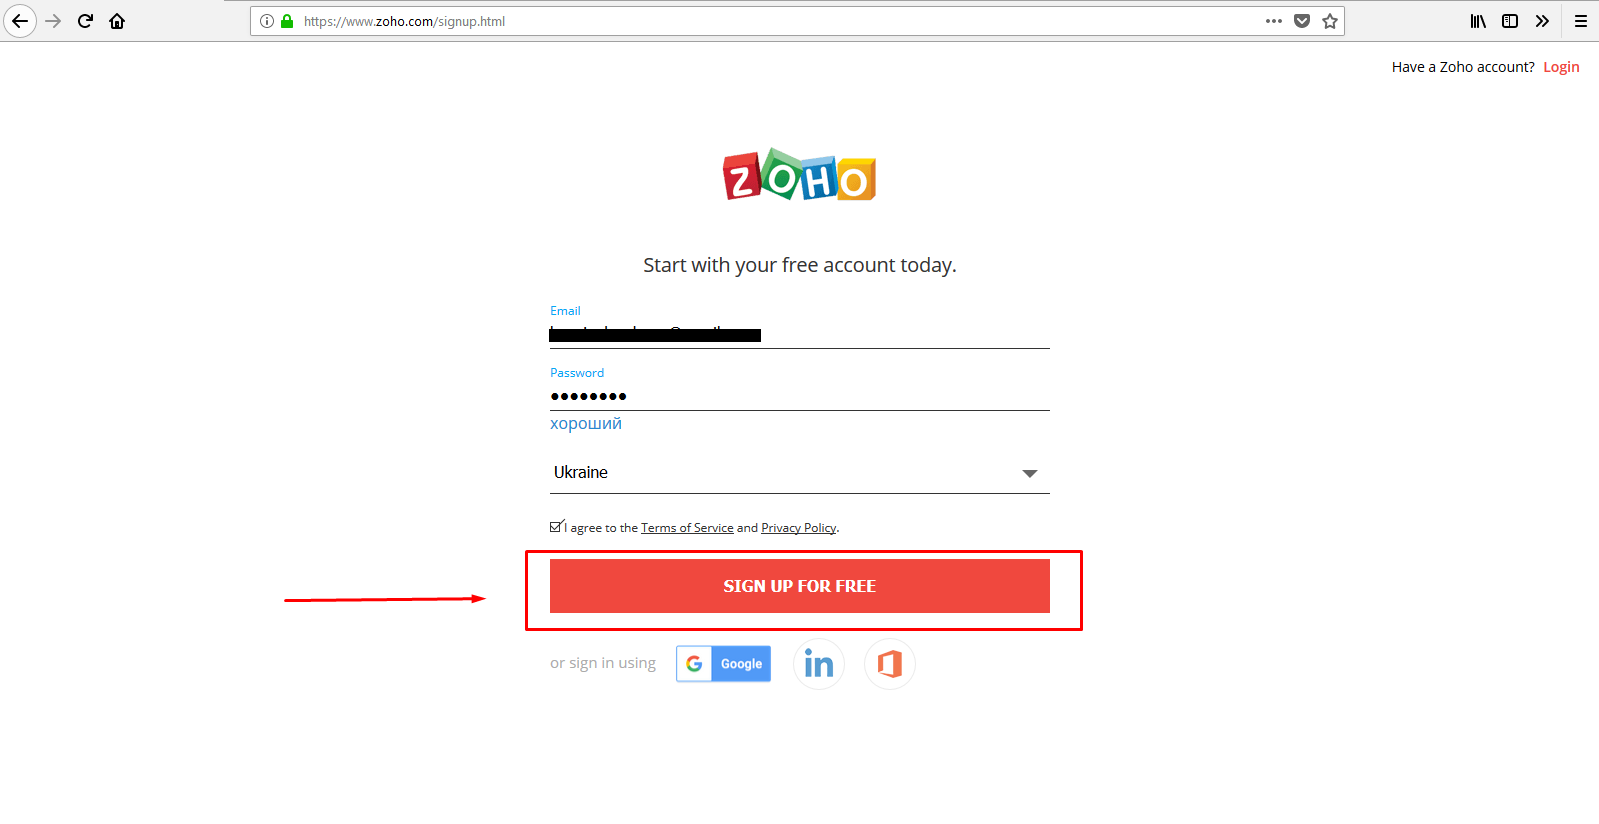 https://www.zoho.com/signup.html
Have a Zoho account? Login
ZOHO
Start with your free account today.
Email
Password
хороший
Ukraine
I agree to the Terms of Service and Privacy Policy.
SIGN UP FOR FREE
or sign in using G Google in